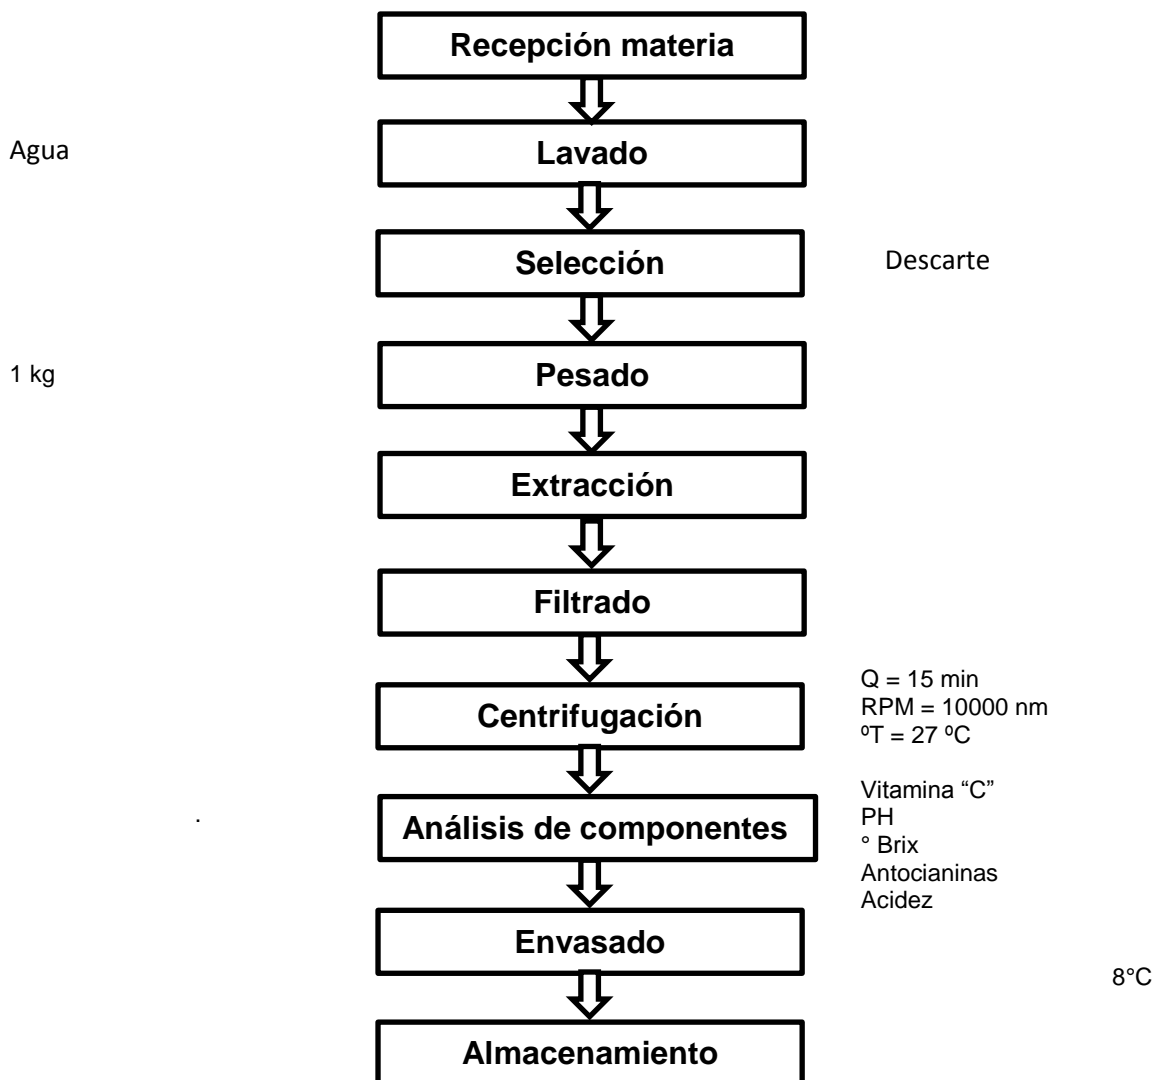 Recepción materia
Agua
Lavado
Selección
Descarte
1 kg
Pesado
Extracción
Filtrado
Centrifugación
Q = 15 min
RPM = 10000 nm
ºT = 27 ºC
Análisis de componentes
Vitamina “C”
PH
° Brix
Antocianinas
Acidez
.
Envasado
8°C
Almacenamiento